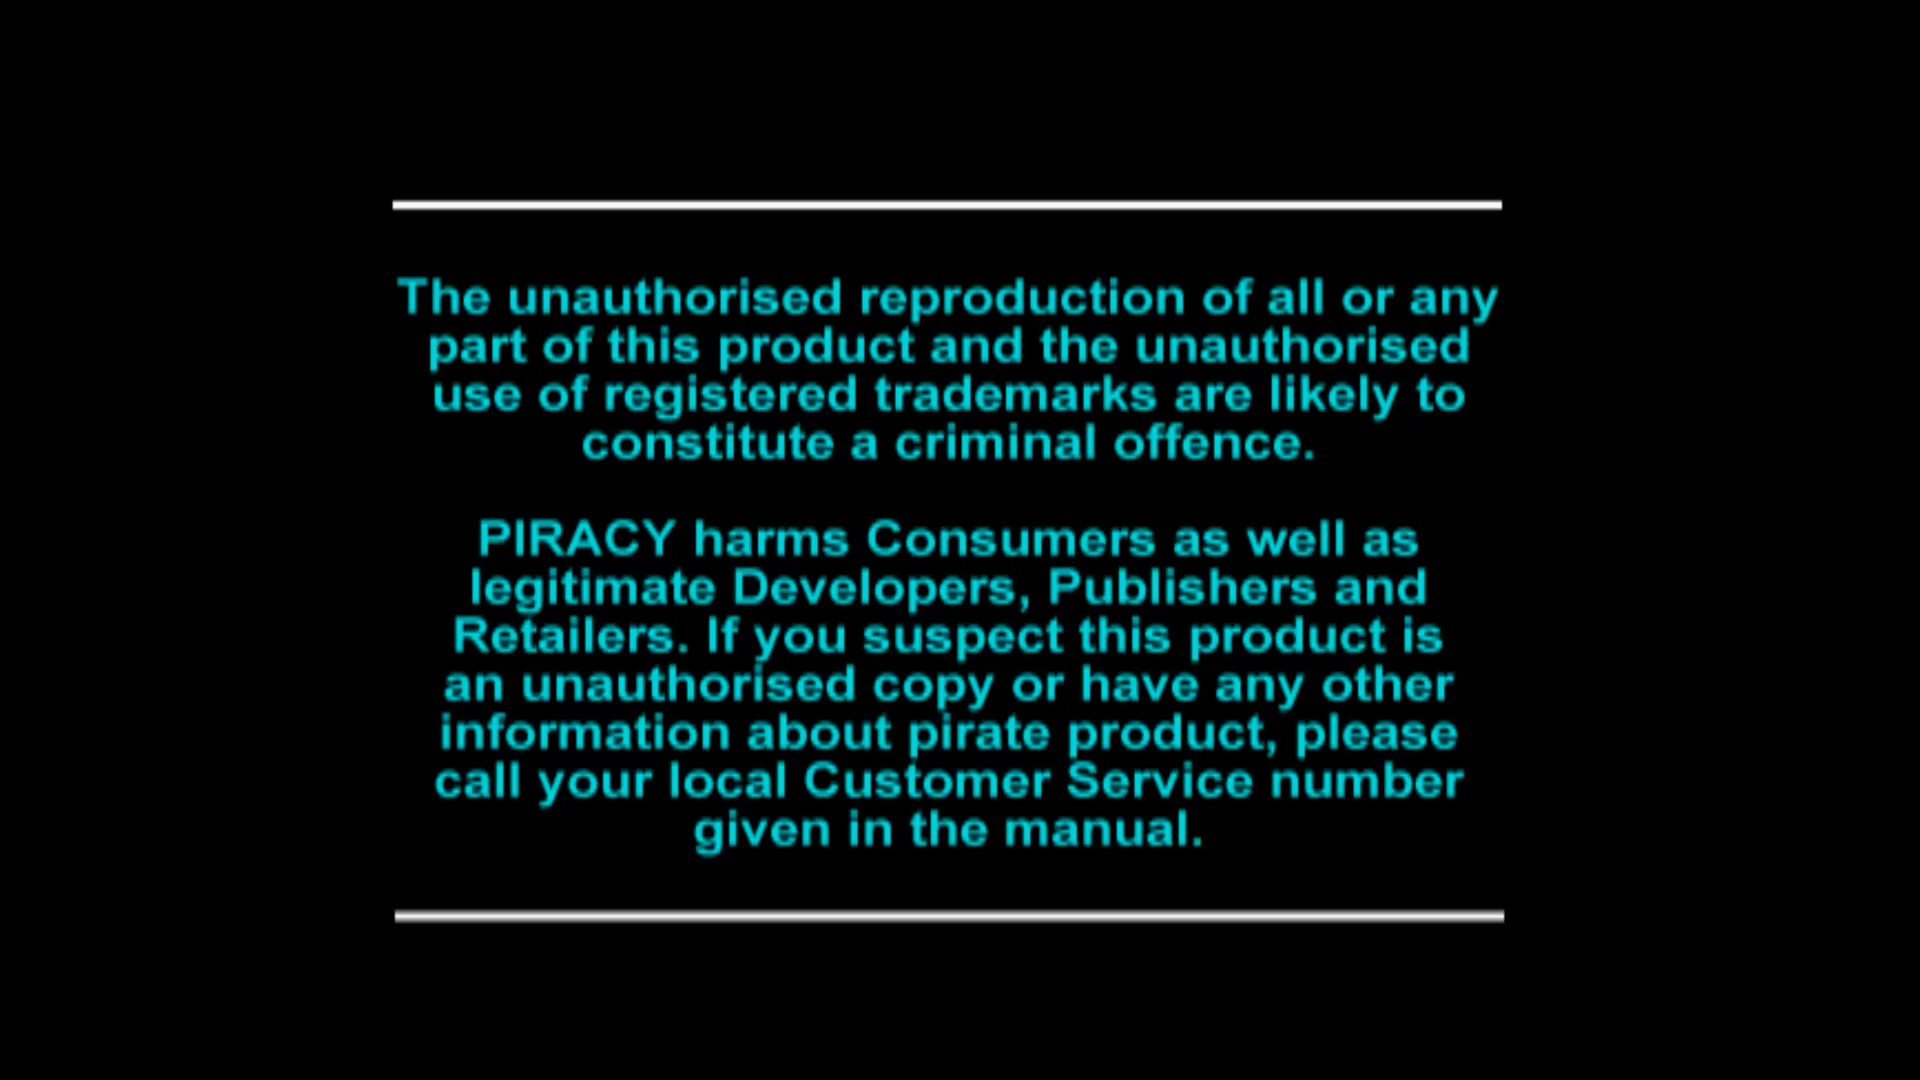 The unauthorised reproduction of all or any
part of this product and the unauthorised
use of registered trademarks are likely to
constitute a criminal offence.
PIRACY harms Consumers as well as
legitimate Developers, Publishers and
Retailers. If you suspect this product is
an unauthorised copy or have any other
information about pirate product, please
call your local Customer Service number
given in the manual.